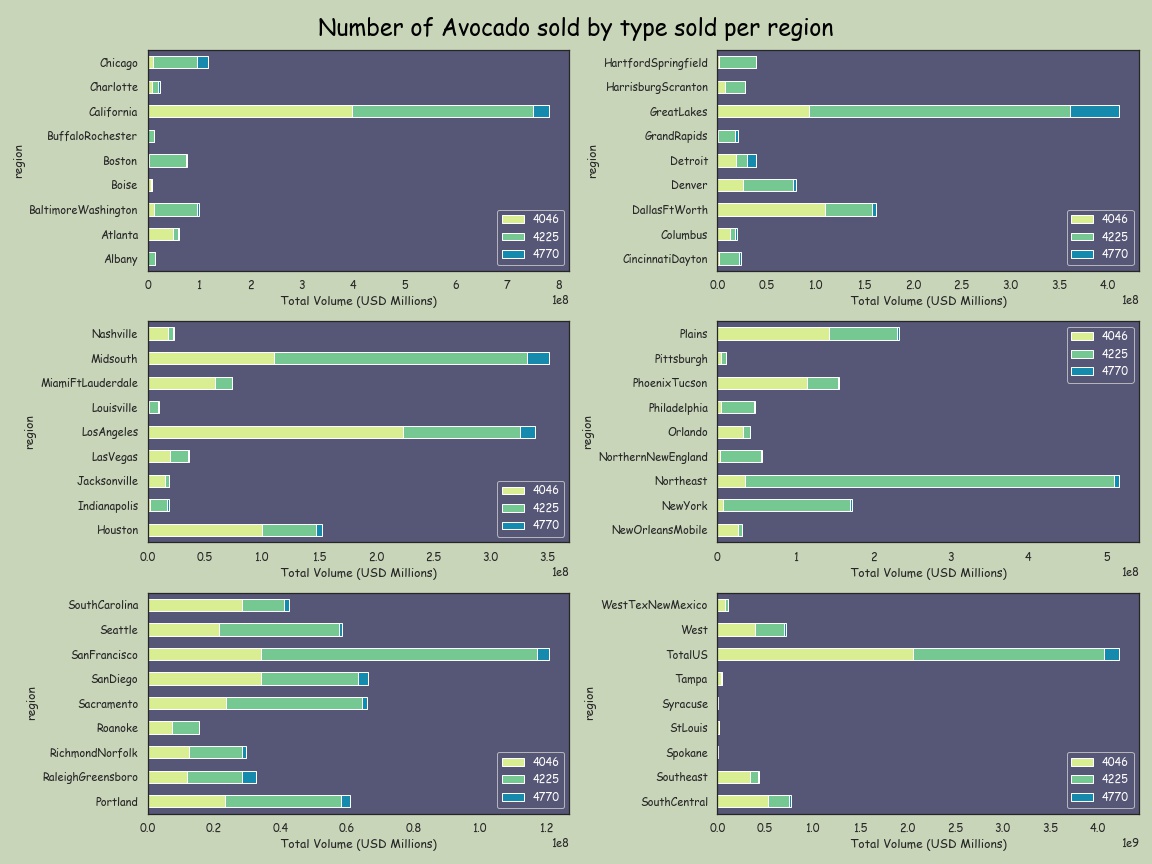 Number of Avocado sold by type sold per region
region
Chicago
Charlotte
California
BuffaloRochester
Boston
Boise
BaltimoreWashington
Atlanta
Albany
4046
4225
4770
0 1 2 3 4 5 6 7 8
1e8
Total Volume (USD Millions)
region
HartfordSpringfield
HarrisburgScranton
GreatLakes
GrandRapids
Detroit
Denver
DallasFtWorth
Columbus
CincinnatiDayton
4046
4225
4770
0.0 0.5 1.0 1.5 2.0 2.5 3.0 3.5 4.0
1e8
Total Volume (USD Millions)
region
Nashville
Midsouth
MiamiFtLauderdale
Louisville
LosAngeles
LasVegas
Jacksonville
Indianapolis
Houston
4046
4225
4770
0.0 0.5 1.0 1.5 2.0 2.5 3.0 3.5
1e8
Total Volume (USD Millions)
region
Plains
Pittsburgh
PhoenixTucson
Philadelphia
Orlando
NorthernNewEngland
Northeast
NewYork
NewOrleansMobile
4046
4225
4770
0 1 2 3 4 5
1e8
Total Volume (USD Millions)
region
SouthCarolina
Seattle
SanFrancisco
SanDiego
Sacramento
Roanoke
RichmondNorfolk
RaleighGreensboro
Portland
4046
4225
4770
0.0 0.2 0.4 0.6 0.8 1.0 1.2
1e8
Total Volume (USD Millions)
region
WestTexNewMexico
West
TotalUS
Tampa
Syracuse
StLouis
Spokane
Southeast
SouthCentral
4046
4225
4770
0.0 0.5 1.0 1.5 2.0 2.5 3.0 3.5 4.0
1e9
Total Volume (USD Millions)